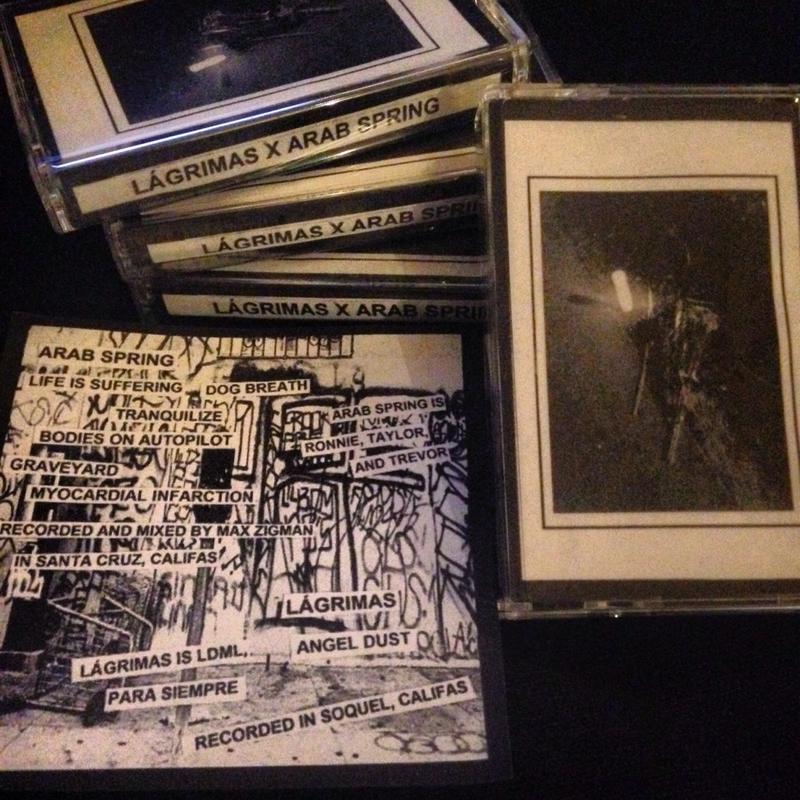 LÁGRIMAS X ARAB SPRING
LÁGRIMAS X ARAB SPRI
LÁGRIMAS X ARAB SPRI
ARAB SPRING
LIFE IS SUFFERING
DOG BREATH
TRANQUILIZE
BODIES ON AUTOPILOT
GRAVEYARD
MYOCARDIAL INFARCTION
RECORDED AND MIXED BY MAX ZIGMAN
IN SANTA CRUZ, CALIFAS
ARAB SPRING IS
RONNIE, TAYLOR,
AND TREVOR
LÁGRIMAS
ANGEL DUST
LÁGRIMAS IS LDML,
PARA SIEMPRE
RECORDED IN SOQUEL, CALIFAS